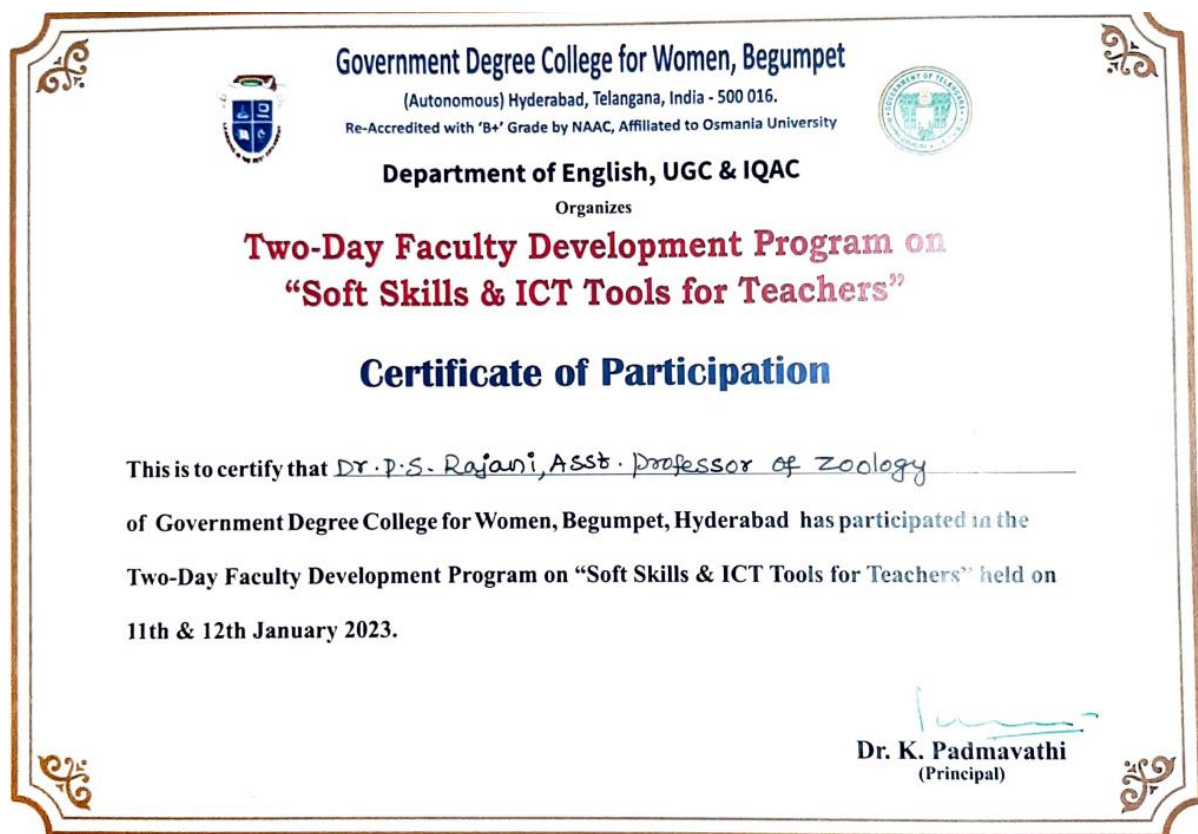 Government Degree College for Women, Begumpet
(Autonomous) Hyderabad, Telangana, India - 500 016.
Re-Accredited with ‘B+’ Grade by NAAC, Affiliated to Osmania University
GOVERNMENT OF TELANGANA
Department of English, UGC & IQAC
Organizes
Two-Day Faculty Development Program on
“Soft Skills & ICT Tools for Teachers”
Certificate of Participation
This is to certify that Dr. P.S. Rajani, Asst. Professor of Zoology
of Government Degree College for Women, Begumpet, Hyderabad has participated in the
Two-Day Faculty Development Program on “Soft Skills & ICT Tools for Teachers” held on
11th & 12th January 2023.
Dr. K. Padmavathi
(Principal)